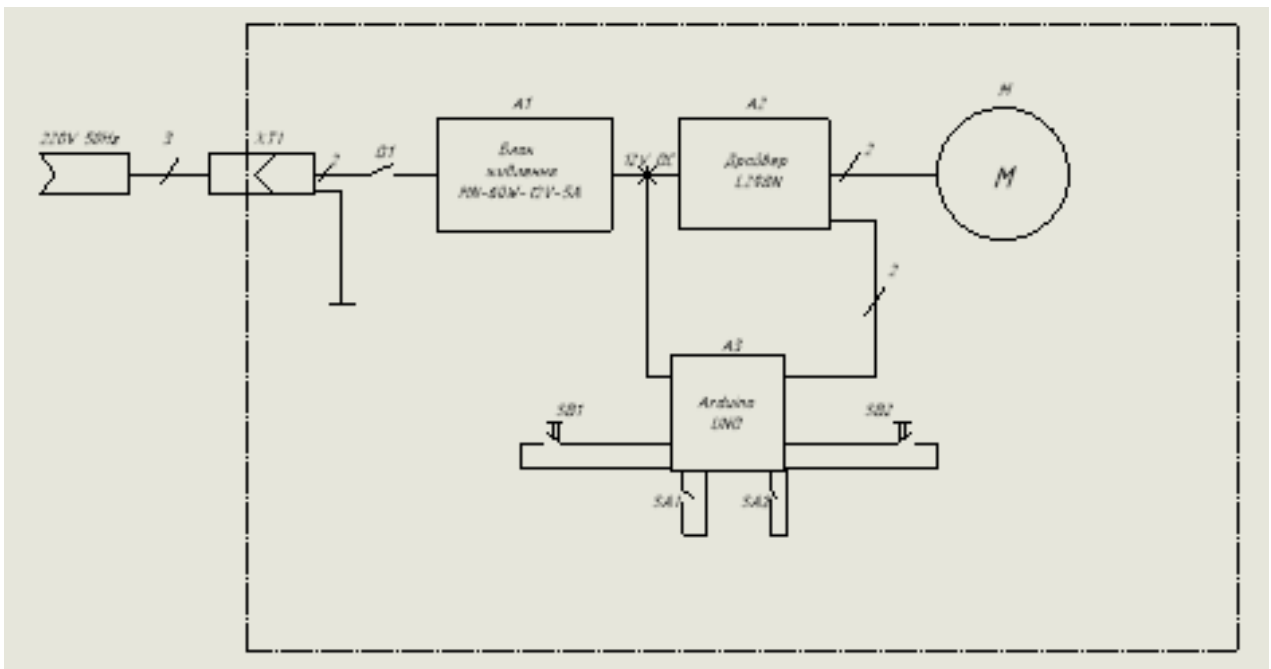 220V 50Hz
3
XT1
2
Q1
A1
Блок
живлення
MN-60W-12V-5A
12V DC
A2
Драйвер
L298N
2
M
M
2
A3
Arduino
UNO
SB1
SB2
SA1
SA2